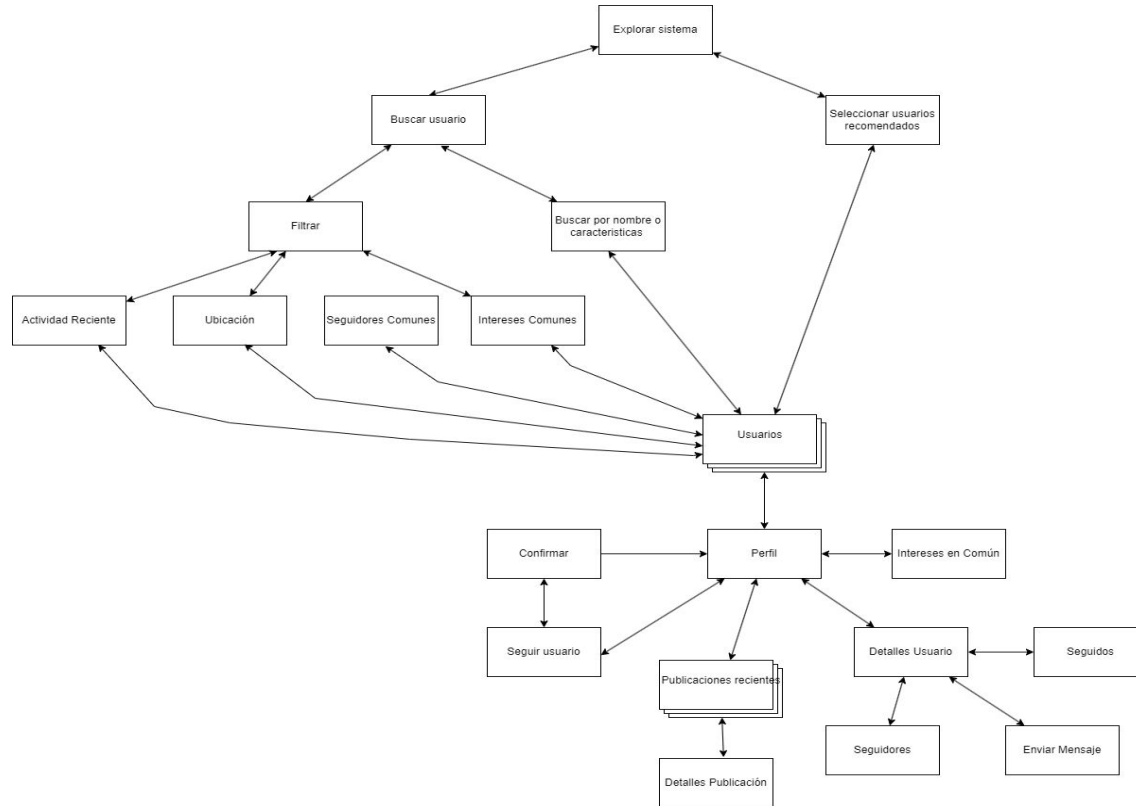 Explorar sistema
Buscar usuario
Seleccionar usuarios
recomendados
Filtrar
Buscar por nombre o
caracteristicas
Actividad Reciente
Ubicación
Seguidores Comunes
Intereses Comunes
Usuarios
Confirmar
Perfil
Intereses en Común
Seguir usuario
Detalles Usuario
Seguidos
Publicaciones recientes
Seguidores
Enviar Mensaje
Detalles Publicación